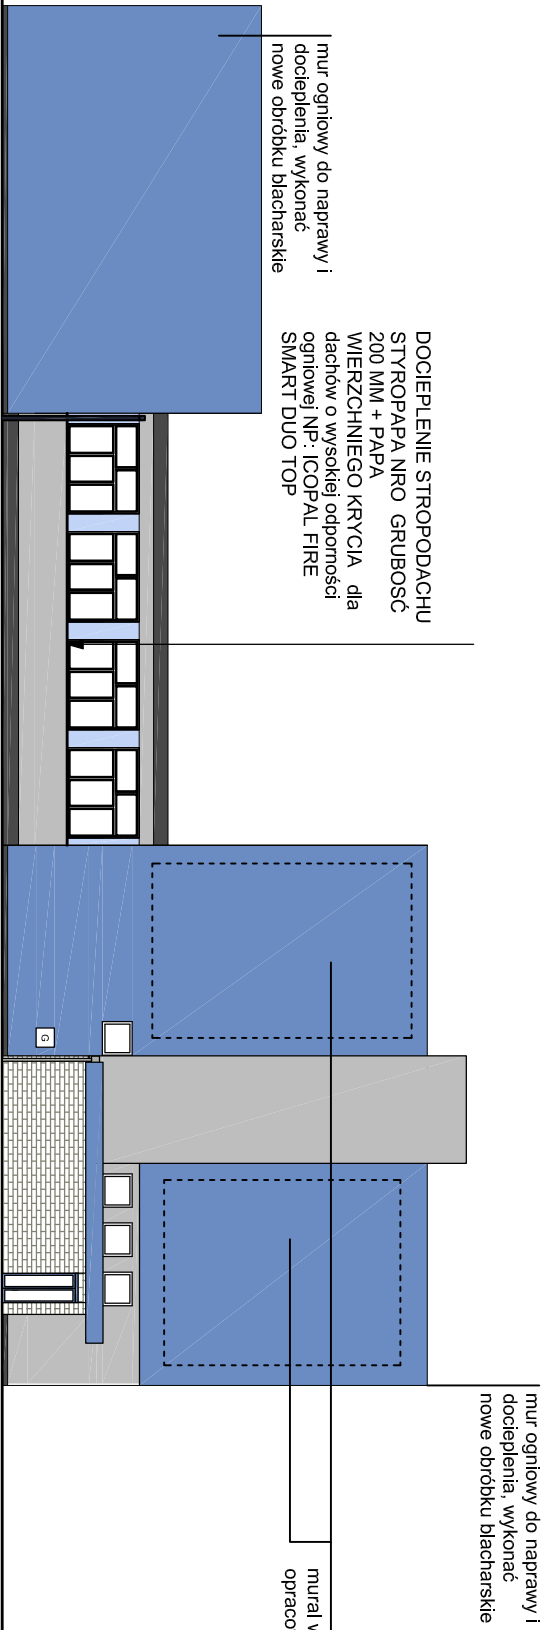 mur ogniowy do naprawy i
docieplenia, wykonać
nowe obróbku blacharskie
DOCIEPLENIE STROPODACHU
STYROPAPA NRO GRUBOSĆ
200 MM + PAPA
WIERZCHNIEGO KRYCIA dla
dachów o wysokiej odporności
ogniowej NP: ICOPAL FIRE
SMART DUO TOP
G
mur ogniowy do naprawy i
docieplenia, wykonać
nowe obróbku blacharskie
mural